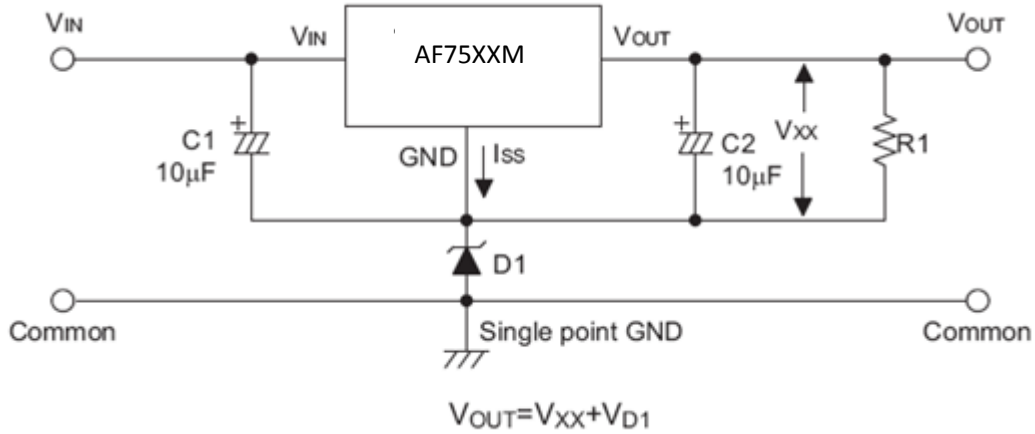 VIN
VIN
AF75XXM
VOUT
VOUT
C1
10μF
GND
ISS
C2
10μF
VXX
R1
D1
Common
Single point GND
Common
VOUT=VXX+VD1